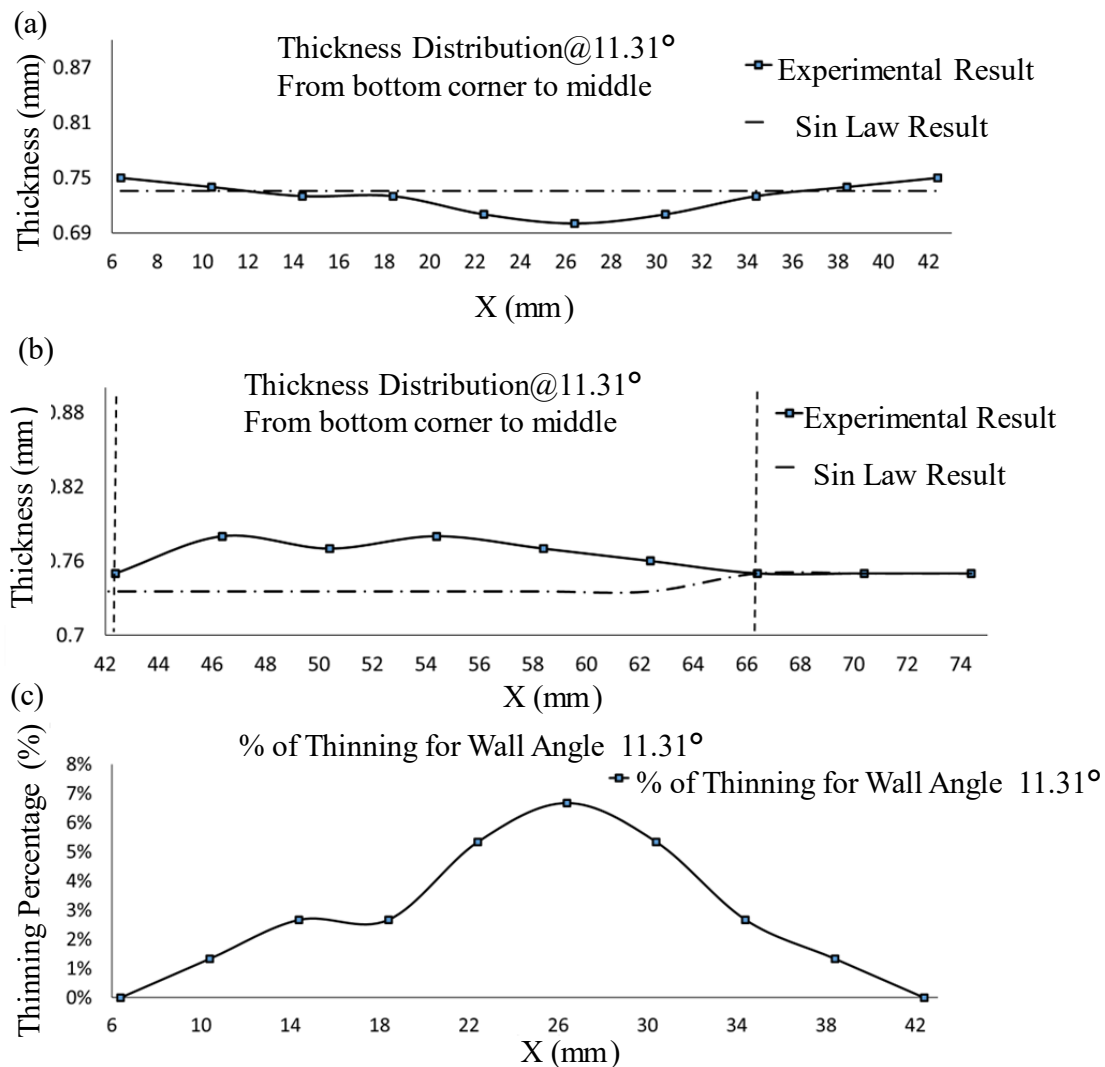 (a)
Thickness Distribution@11.31°
From bottom corner to middle
Experimental Result
Sin Law Result
Thickness (mm)
0.87
0.81
0.75
0.69
6 8 10 12 14 16 18 20 22 24 26 28 30 32 34 36 38 40 42
X (mm)
(b)
Thickness Distribution@11.31°
From bottom corner to middle
Experimental Result
Sin Law Result
Thickness (mm)
).88
).82
0.76
0.7
42 44 46 48 50 52 54 56 58 60 62 64 66 68 70 72 74
X (mm)
(c)
% of Thinning for Wall Angle 11.31°
% of Thinning for Wall Angle 11.31°
Thinning Percentage (%)
8%
7%
6%
5%
4%
3%
2%
1%
0%
6 10 14 18 22 26 30 34 38 42
X (mm)